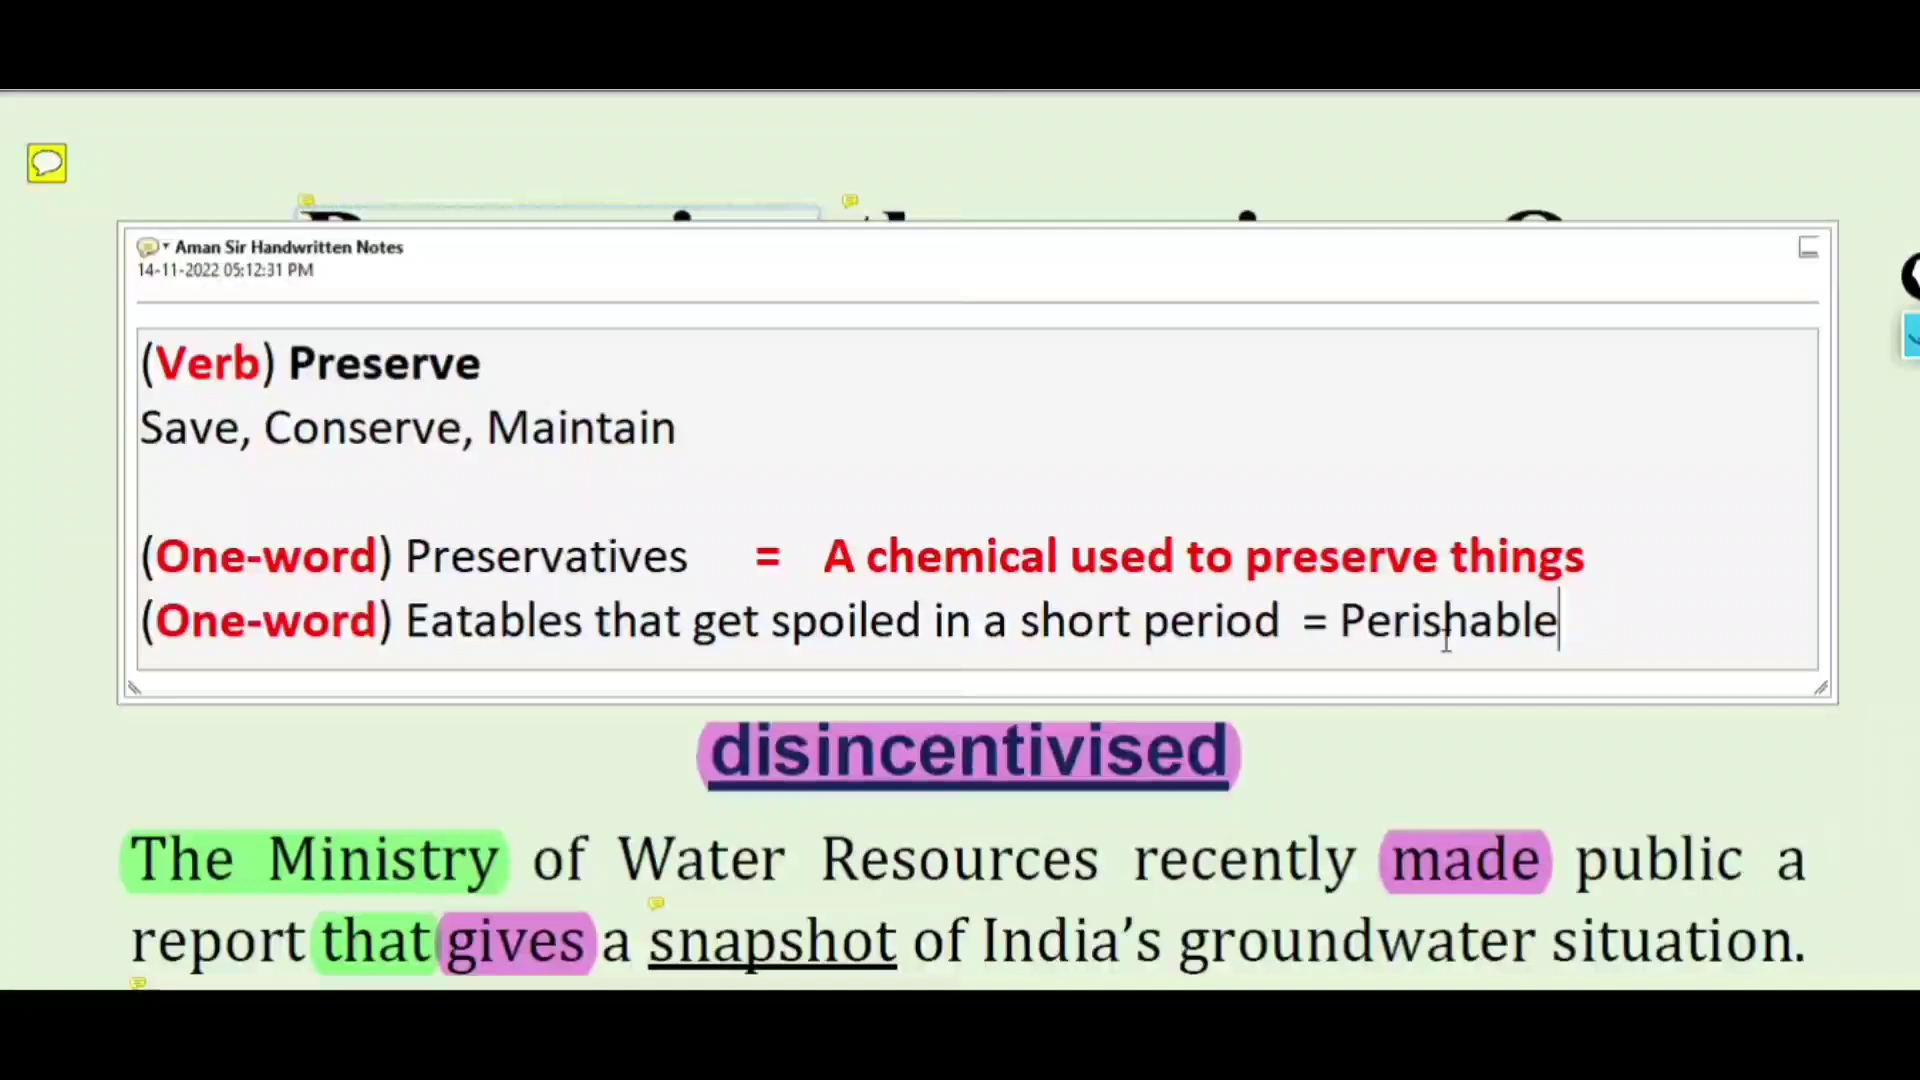 Aman Sir Handwritten Notes
14-11-2022 05:12:31 PM
(Verb) Preserve
Save, Conserve, Maintain
(One-word) Preservatives = A chemical used to preserve things
(One-word) Eatables that get spoiled in a short period = Perishable
disincentivised
The Ministry of Water Resources recently made public a
report that gives a snapshot of India’s groundwater situation.